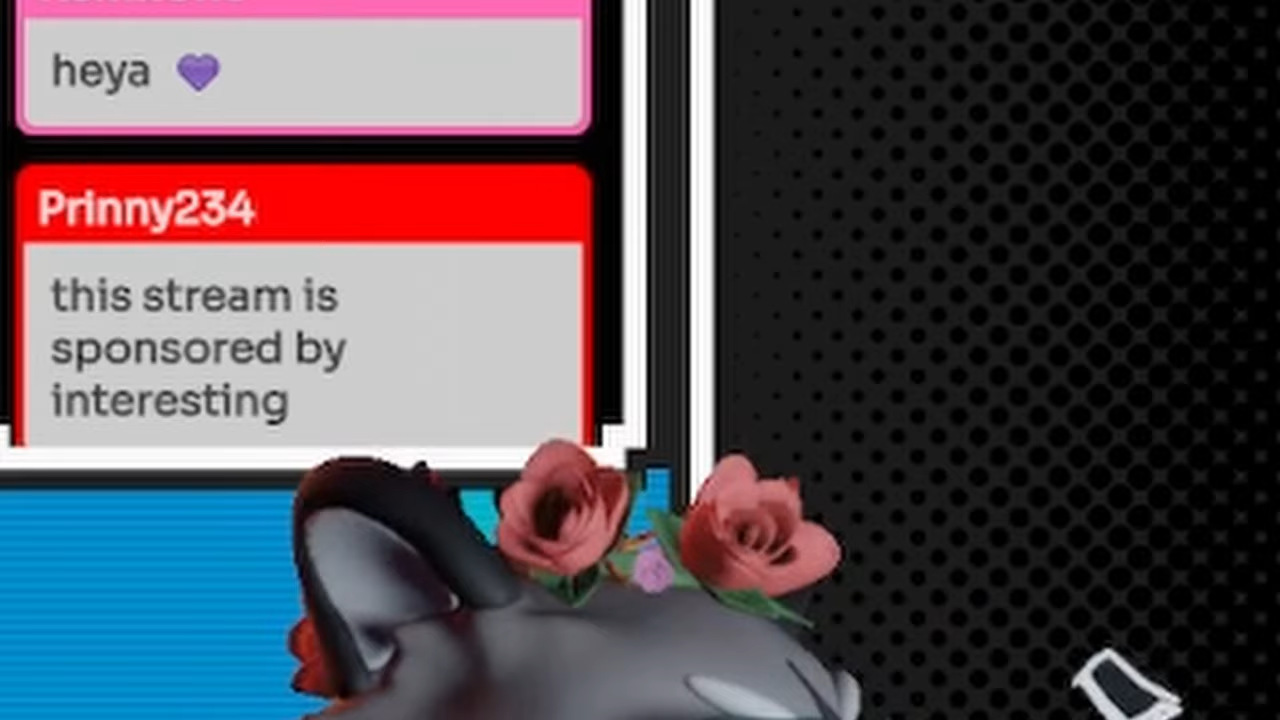 heya 💜
Prinny234
this stream is
sponsored by
interesting